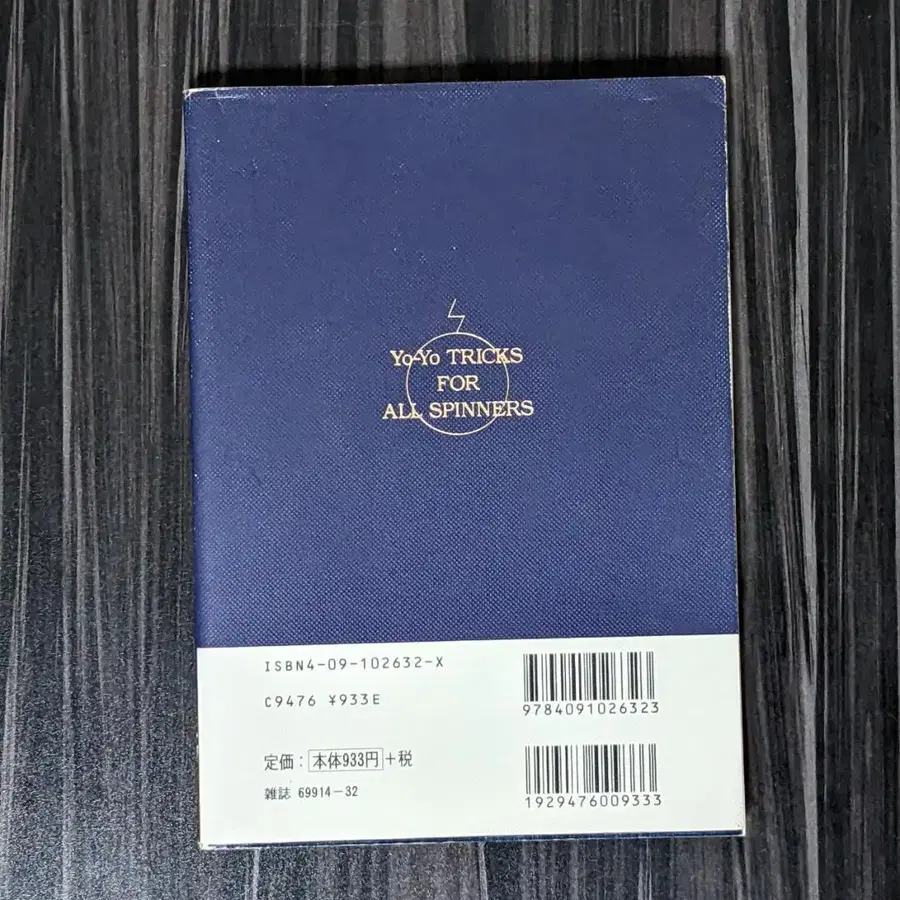 Yo-Yo TRICKS
FOR
ALL SPINNERS
ISBN4-09-102632-X
C9476 ¥933E
9784091026323
定価：本体933円+税
雑誌 69914-32
1929476009333